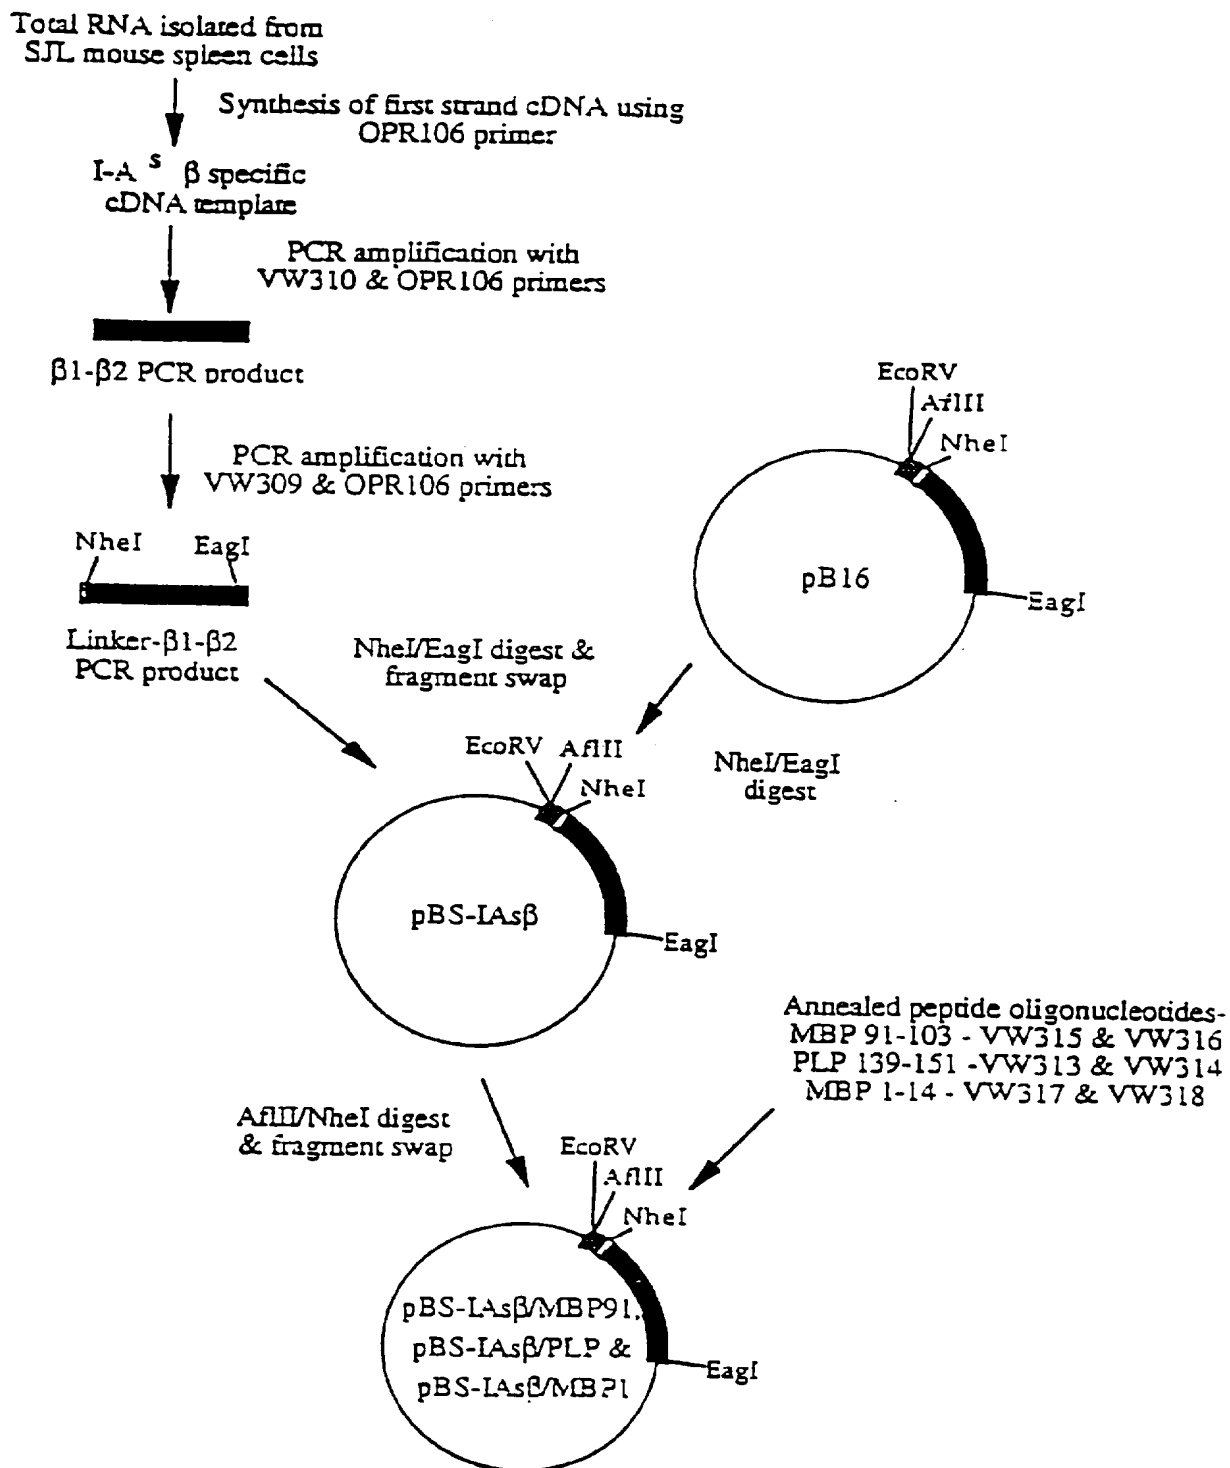 Total RNA isolated from
SJL mouse spleen cells
Synthesis of first strand cDNA using
OPR106 primer
I-A s β specific
cDNA template
PCR amplification with
VW310 & OPR106 primers
β1-β2 PCR product
PCR amplification with
VW309 & OPR106 primers
NheI EagI
Linker-β1-β2
PCR product
EcoRV
AflII
NheI
pB16
EagI
NheI/EagI digest &
fragment swap
NheI/EagI
digest
EcoRV AflII
NheI
pBS-IAsβ
EagI
Annealed peptide oligonucleotides-
MBP 91-103 - VW315 & VW316
PLP 139-151 -VW313 & VW314
MBP 1-14 - VW317 & VW318
AflII/NheI digest
& fragment swap
EcoRV
AflII
NheI
pBS-IAsβ/MBP91,
pBS-IAsβ/PLP &
pBS-IAsβ/MBP1
EagI